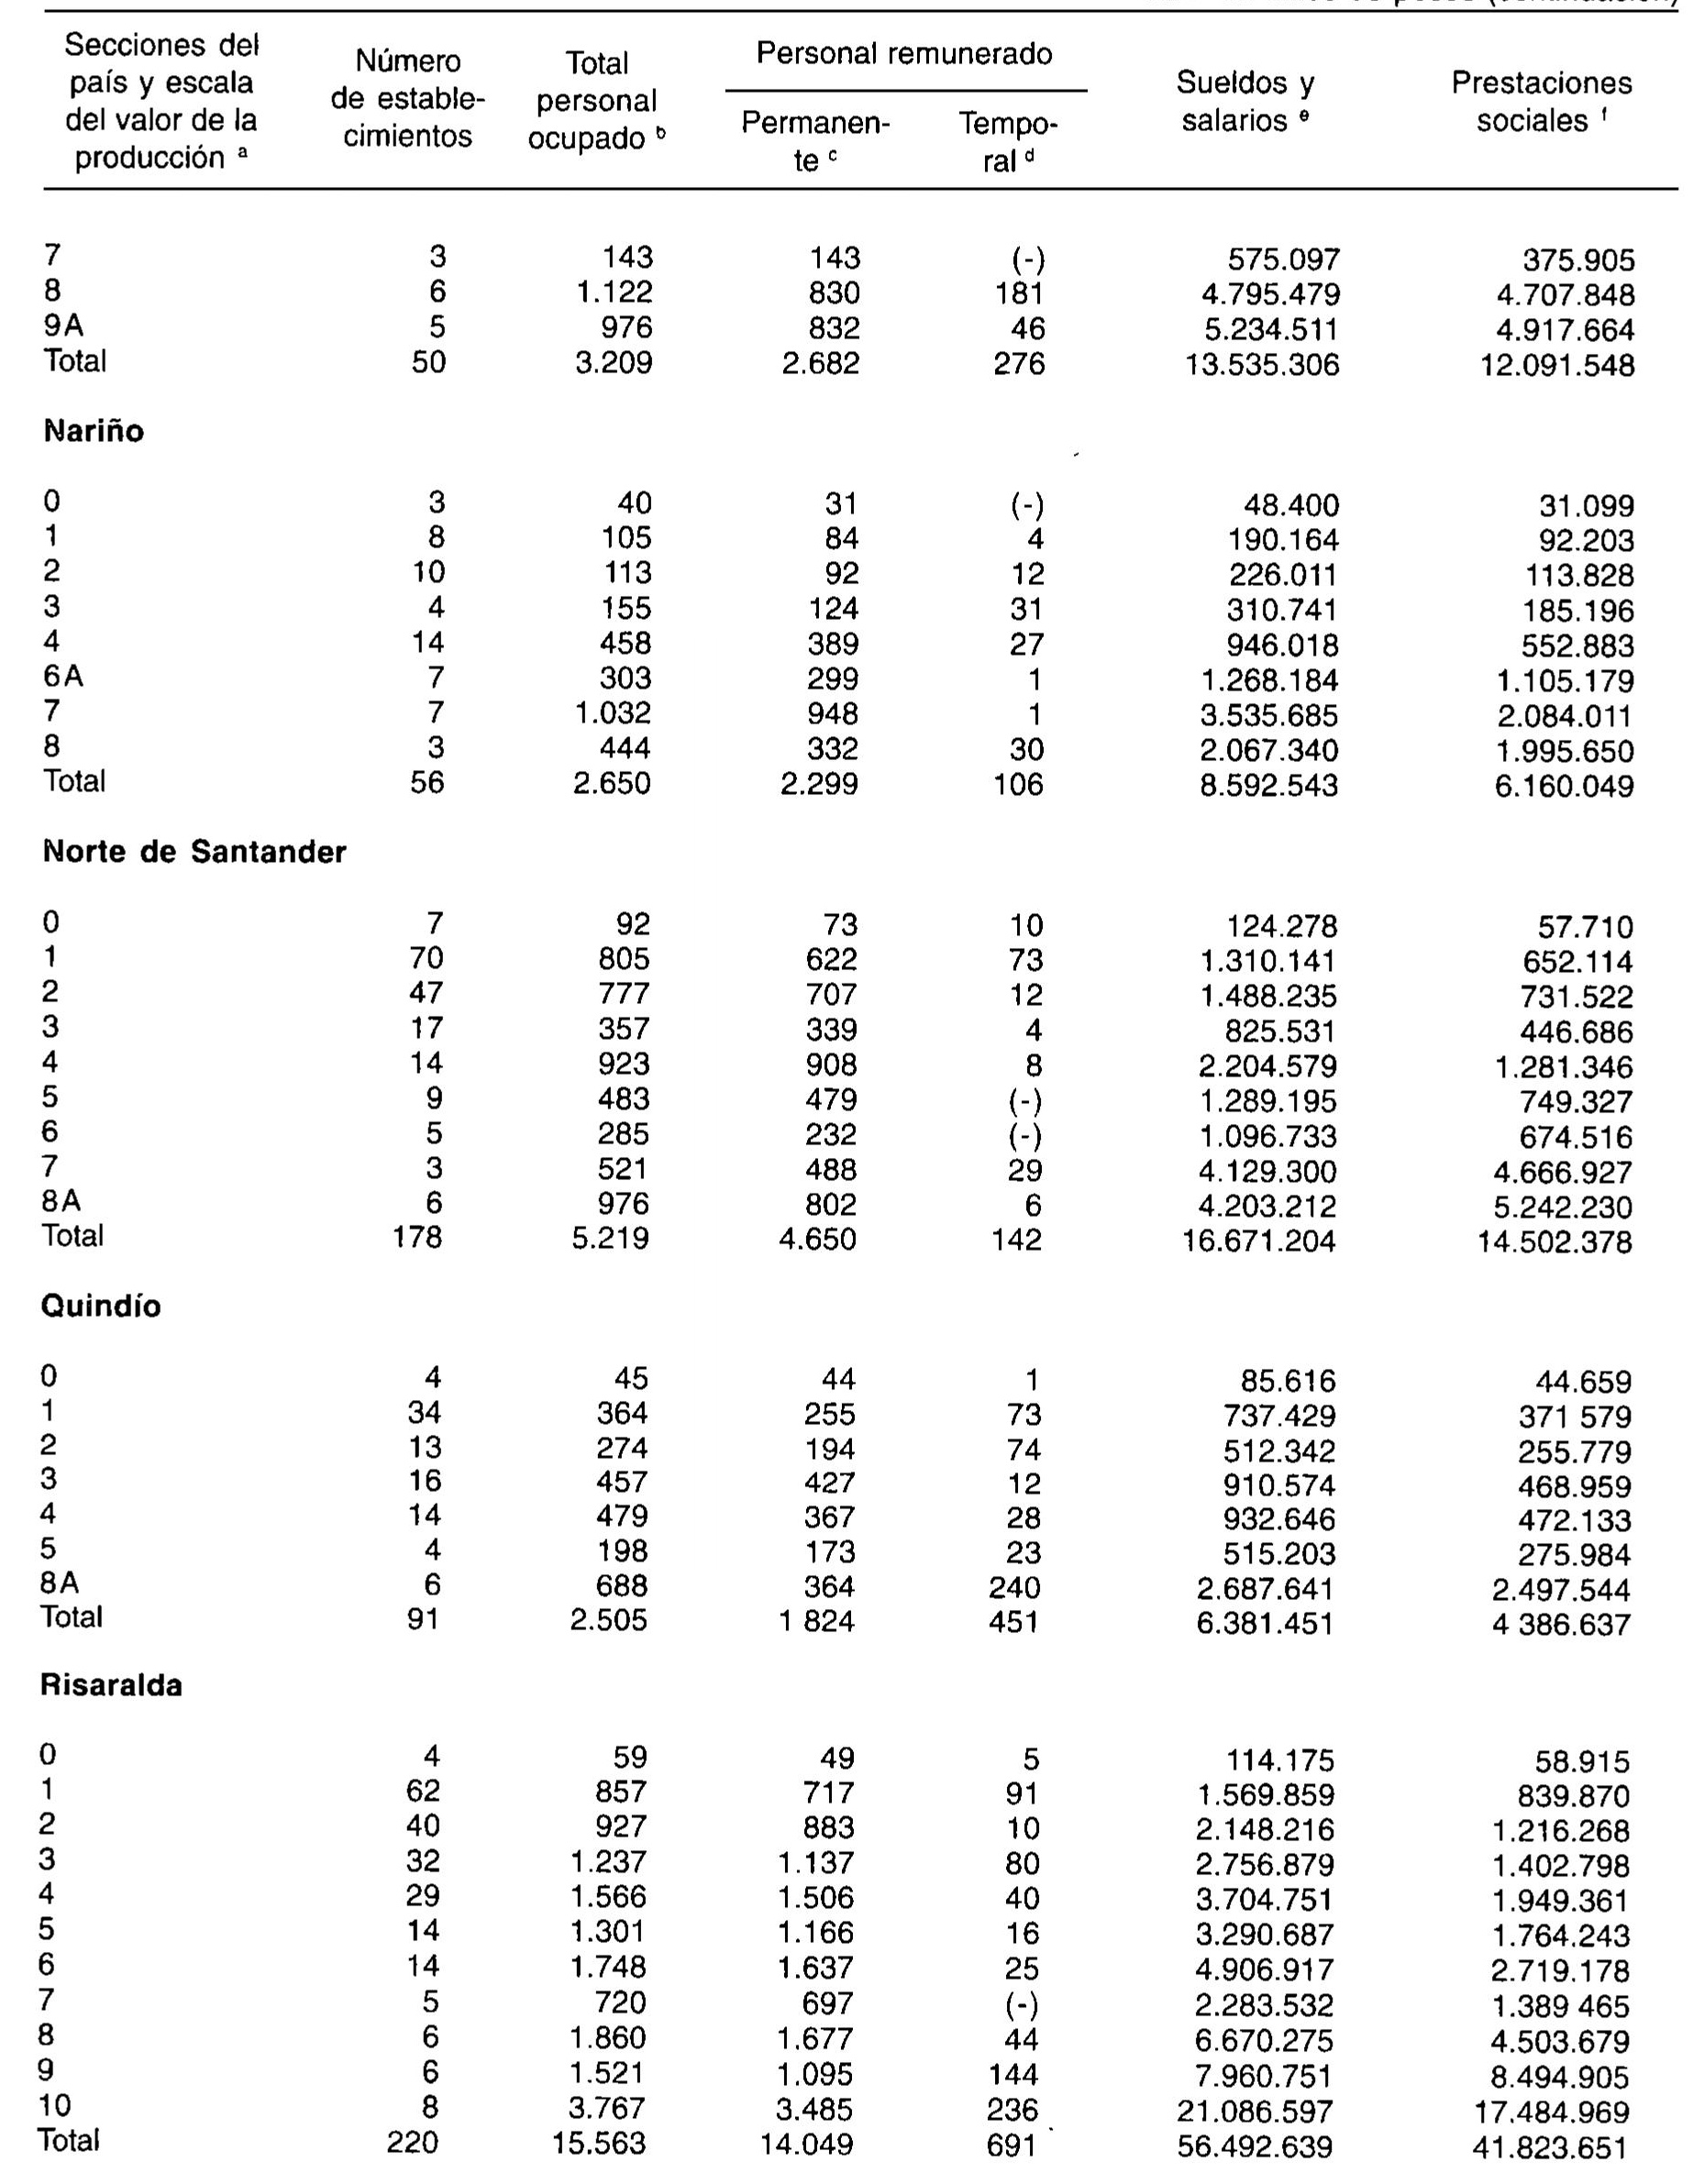 pesos (continuación)
Secciones del país y escala del valor de la producción a Número de estable-cimientos Total personal ocupado b Personal remunerado Permanen-te c Tempo-ral d Sueldos y salarios e Prestaciones sociales f
7 3 143 143 (-) 575.097 375.905
8 6 1.122 830 181 4.795.479 4.707.848
9A 5 976 832 46 5.234.511 4.917.664
Total 50 3.209 2.682 276 13.535.306 12.091.548
Nariño
0 3 40 31 (-) 48.400 31.099
1 8 105 84 4 190.164 92.203
2 10 113 92 12 226.011 113.828
3 4 155 124 31 310.741 185.196
4 14 458 389 27 946.018 552.883
6A 7 303 299 1 1.268.184 1.105.179
7 7 1.032 948 1 3.535.685 2.084.011
8 3 444 332 30 2.067.340 1.995.650
Total 56 2.650 2.299 106 8.592.543 6.160.049
Norte de Santander
0 7 92 73 10 124.278 57.710
1 70 805 622 73 1.310.141 652.114
2 47 777 707 12 1.488.235 731.522
3 17 357 339 4 825.531 446.686
4 14 923 908 8 2.204.579 1.281.346
5 9 483 479 (-) 1.289.195 749.327
6 5 285 232 (-) 1.096.733 674.516
7 3 521 488 29 4.129.300 4.666.927
8A 6 976 802 6 4.203.212 5.242.230
Total 178 5.219 4.650 142 16.671.204 14.502.378
Quindío
0 4 45 44 1 85.616 44.659
1 34 364 255 73 737.429 371 579
2 13 274 194 74 512.342 255.779
3 16 457 427 12 910.574 468.959
4 14 479 367 28 932.646 472.133
5 4 198 173 23 515.203 275.984
8A 6 688 364 240 2.687.641 2.497.544
Total 91 2.505 1 824 451 6.381.451 4 386.637
Risaralda
0 4 59 49 5 114.175 58.915
1 62 857 717 91 1.569.859 839.870
2 40 927 883 10 2.148.216 1.216.268
3 32 1.237 1.137 80 2.756.879 1.402.798
4 29 1.566 1.506 40 3.704.751 1.949.361
5 14 1.301 1.166 16 3.290.687 1.764.243
6 14 1.748 1.637 25 4.906.917 2.719.178
7 5 720 697 (-) 2.283.532 1.389 465
8 6 1.860 1.677 44 6.670.275 4.503.679
9 6 1.521 1.095 144 7.960.751 8.494.905
10 8 3.767 3.485 236 21.086.597 17.484.969
Total 220 15.563 14.049 691 56.492.639 41.823.651